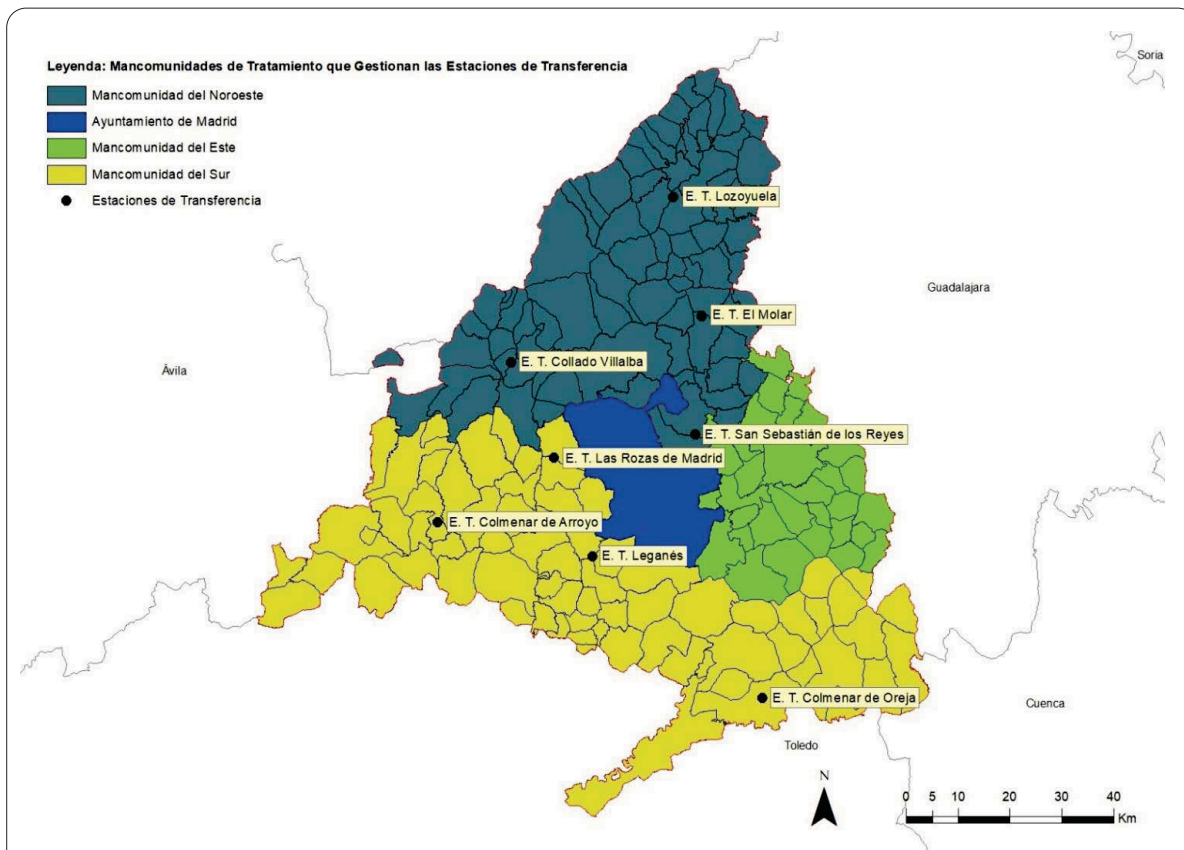 Soria
Leyenda: Mancomunidades de Tratamiento que Gestionan las Estaciones de Transferencia
Mancomunidad del Noroeste
Ayuntamiento de Madrid
Mancomunidad del Este
Mancomunidad del Sur
Estaciones de Transferencia
E. T. Lozoyuela
Guadalajara
E. T. El Molar
E. T. Collado Villalba
Ávila
E. T. San Sebastián de los Reyes
E. T. Las Rozas de Madrid
E. T. Colmenar de Arroyo
E. T. Leganés
E. T. Colmenar de Oreja
Cuenca
Toledo
N
0 5 10 20 30 40
Km